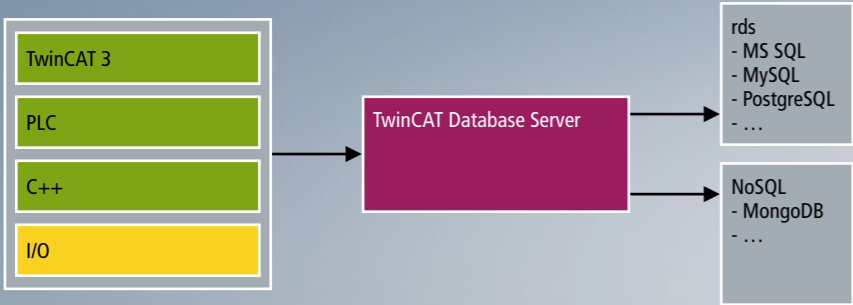 TwinCAT 3
PLC
C++
I/O
TwinCAT Database Server
rds
- MS SQL
- MySQL
- PostgreSQL
- …
NoSQL
- MongoDB
- …